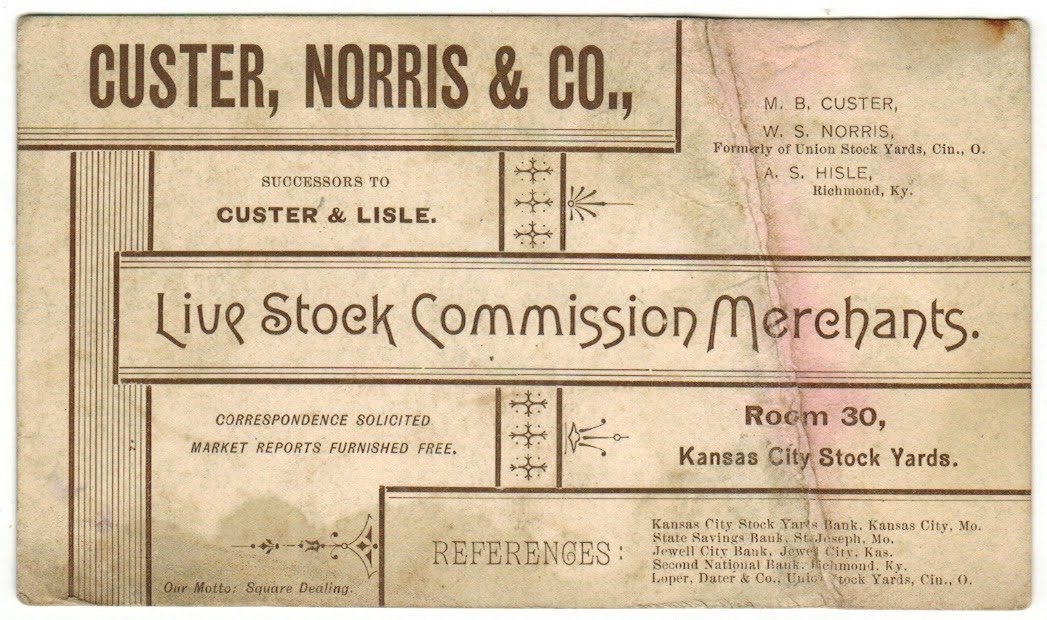 CUSTER, NORRIS & CO.,
M. B. CUSTER,
W. S. NORRIS,
Formerly of Union Stock Yards, Cin., O.
A. S. HISLE,
Richmond, Ky.
SUCCESSORS TO
CUSTER & LISLE.
Live Stock Commission Merchants.
CORRESPONDENCE SOLICITED
MARKET REPORTS FURNISHED FREE.
Room 30,
Kansas City Stock Yards.
Our Motto: Square Dealing.
REFERENCES:
Kansas City Stock Yards Bank, Kansas City, Mo.
State Savings Bank, St. Joseph, Mo.
Jewell City Bank, Jewel City, Kas.
Second National Bank, Richmond, Ky.
Loper, Dater & Co., Union Stock Yards, Cin., O.